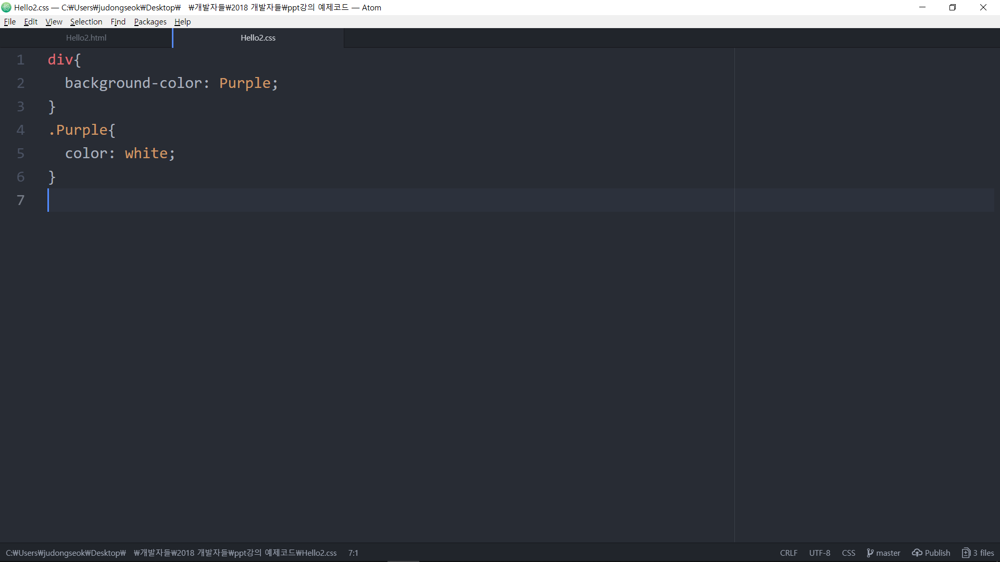 Hello2.css — C:₩Users₩judongseok₩Desktop₩ ₩개발자들₩2018 개발자들₩ppt강의 예제코드 — Atom
File Edit View Selection Find Packages Help
Hello2.html Hello2.css
1 div{
2 background-color: Purple;
3 }
4 .Purple{
5 color: white;
6 }
7
C:₩Users₩judongseok₩Desktop₩ ₩개발자들₩2018 개발자들₩ppt강의 예제코드₩Hello2.css 7:1 CRLF UTF-8 CSS master Publish 3 files